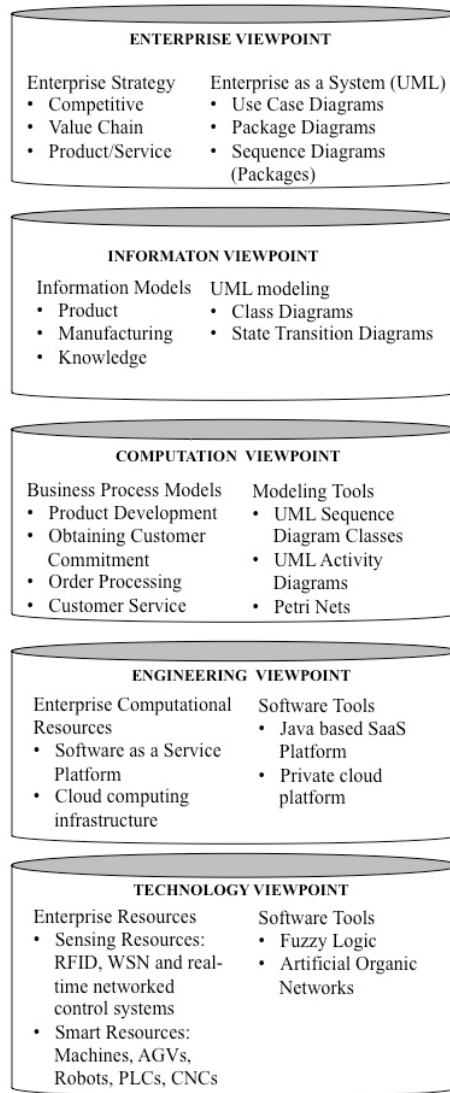 ENTERPRISE VIEWPOINT
Enterprise Strategy
• Competitive
• Value Chain
• Product/Service
Enterprise as a System (UML)
• Use Case Diagrams
• Package Diagrams
• Sequence Diagrams
(Packages)
INFORMATON VIEWPOINT
Information Models
• Product
• Manufacturing
• Knowledge
UML modeling
• Class Diagrams
• State Transition Diagrams
COMPUTATION VIEWPOINT
Business Process Models
• Product Development
• Obtaining Customer
Commitment
• Order Processing
• Customer Service
Modeling Tools
• UML Sequence
Diagram Classes
• UML Activity
Diagrams
• Petri Nets
ENGINEERING VIEWPOINT
Enterprise Computational
Resources
• Software as a Service
Platform
• Cloud computing
infrastructure
Software Tools
• Java based SaaS
Platform
• Private cloud
platform
TECHNOLOGY VIEWPOINT
Enterprise Resources
• Sensing Resources:
RFID, WSN and real-
time networked
control systems
• Smart Resources:
Machines, AGVs,
Robots, PLCs, CNCs
Software Tools
• Fuzzy Logic
• Artificial Organic
Networks